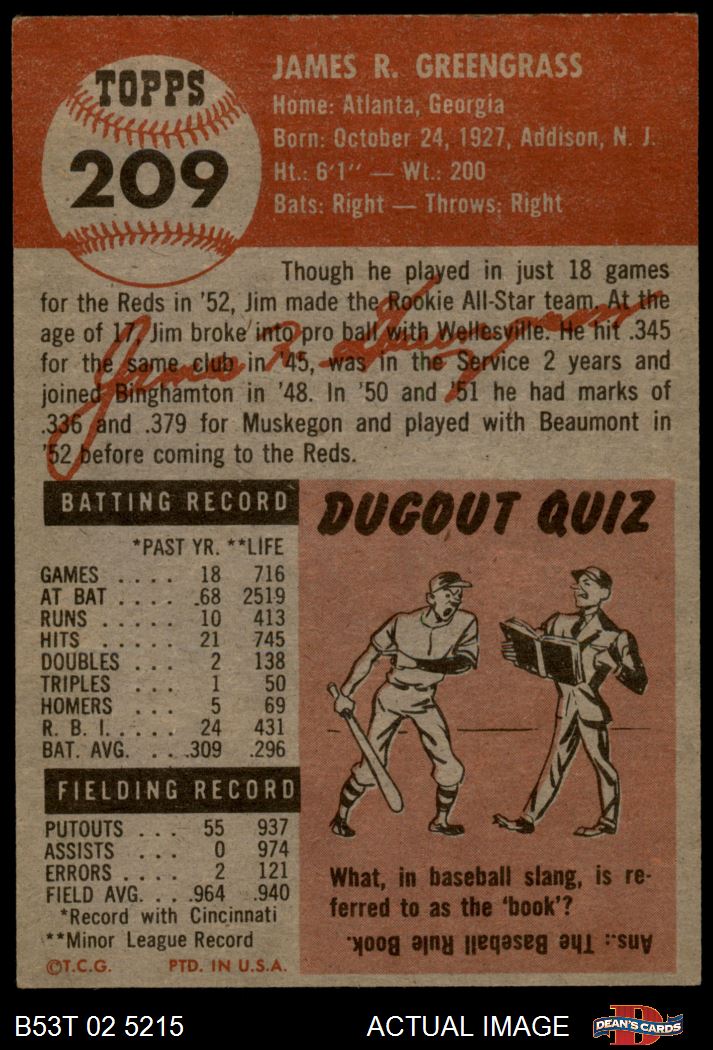 TOPPS
209
JAMES R. GREENGRASS
Home: Atlanta, Georgia
Born: October 24, 1927, Addison, N. J.
Ht.: 6'1" — Wt.: 200
Bats: Right — Throws: Right
Though he played in just 18 games
for the Reds in '52, Jim made the Rookie All-Star team. At the
age of 17, Jim broke into pro ball with Wellesville. He hit .345
for the same club in '45, was in the Service 2 years and
joined Binghamton in '48. In '50 and '51 he had marks of
.336 and .379 for Muskegon and played with Beaumont in
'52 before coming to the Reds.
James R. Greengrass
BATTING RECORD
*PAST YR. **LIFE
GAMES .... 18 716
AT BAT .... 68 2519
RUNS ..... 10 413
HITS ..... 21 745
DOUBLES ... 2 138
TRIPLES ... 1 50
HOMERS ... 5 69
R. B. I. .... 24 431
BAT. AVG. ... .309 .296
FIELDING RECORD
PUTOUTS ... 55 937
ASSISTS ... 0 974
ERRORS .... 2 121
FIELD AVG. ... .964 .940
*Record with Cincinnati
**Minor League Record
©T.C.G. PTD. IN U.S.A.
DUGOUT QUIZ
What, in baseball slang, is re-
ferred to as the 'book'?
Ans.: The Baseball Rule Book.
B53T 02 5215 ACTUAL IMAGE
D
DEAN'S CARDS